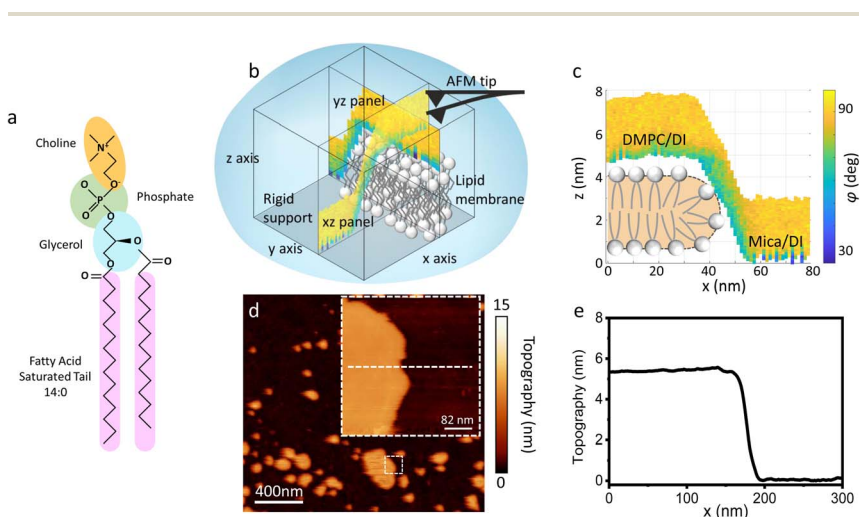 a
Choline
N+
O
O-
P
O
O
O
Phosphate
Glycerol
O
O
O
O
Fatty Acid
Saturated Tail
14:0
b
yz panel
AFM tip
z axis
Rigid
support
xz panel
Lipid
membrane
y axis
x axis
c
8
6
4
2
0
z (nm)
DMPC/DI
Mica/DI
0
20
40
60
80
x (nm)
90
30
φ (deg)
d
82 nm
400nm
15
0
Topography (nm)
e
8
6
4
2
0
Topography (nm)
0
100
200
300
x (nm)